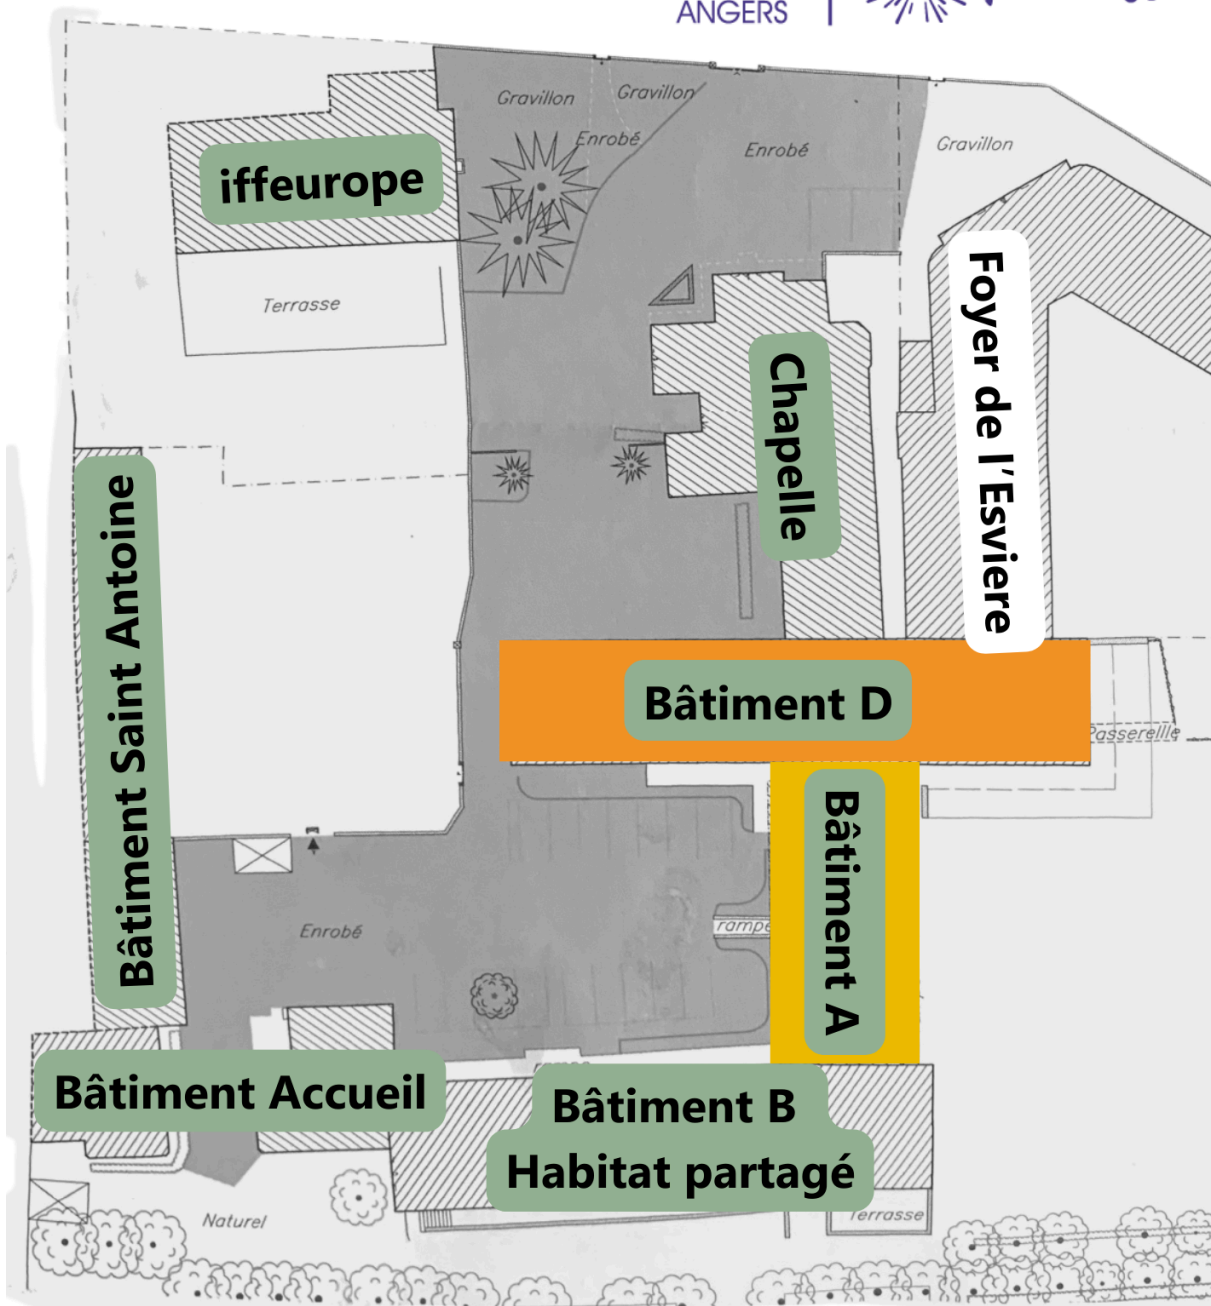 ANGERS
Gravillon
Gravillon
Enrobé
Enrobé
Gravillon
iffeurope
Terrasse
Foyer de l'Esviere
Chapelle
Bâtiment Saint Antoine
Bâtiment D
Passerellle
Bâtiment A
rampe
Enrobé
Bâtiment Accueil
Bâtiment B
Habitat partagé
Terrasse
Naturel